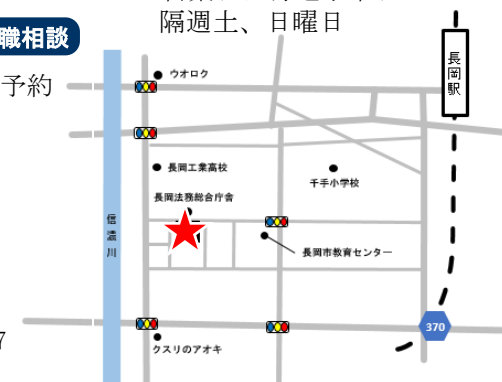 隔週土、日曜日
職相談
予約
長岡駅
ウオロク
長岡工業高校
千手小学校
長岡法務総合庁舎
信濃川
長岡市教育センター
370
7
クスリのアオキ